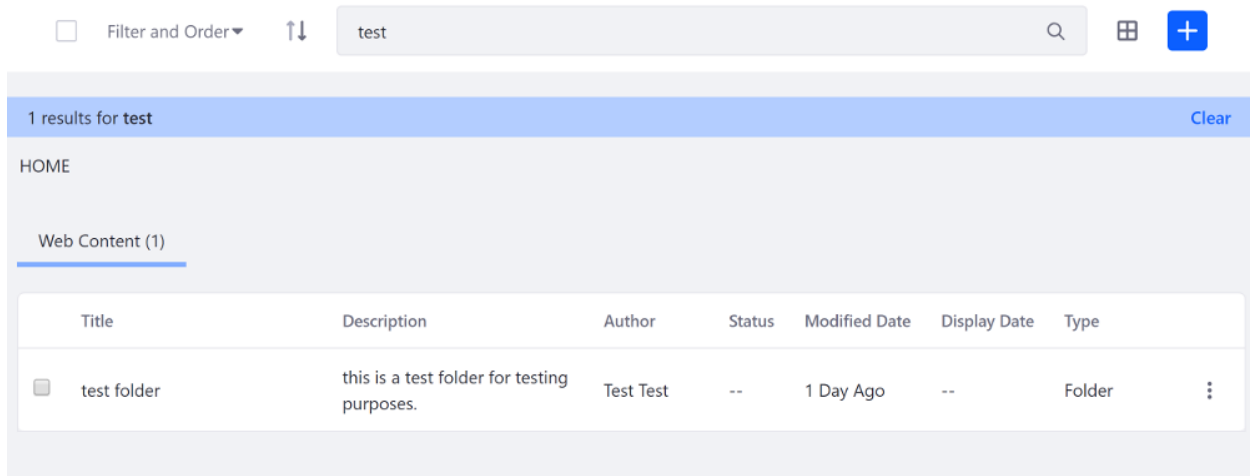 Filter and Order
test
1 results for test
Clear
HOME
Web Content (1)
Title Description Author Status Modified Date Display Date Type
test folder this is a test folder for testing purposes. Test Test -- 1 Day Ago -- Folder